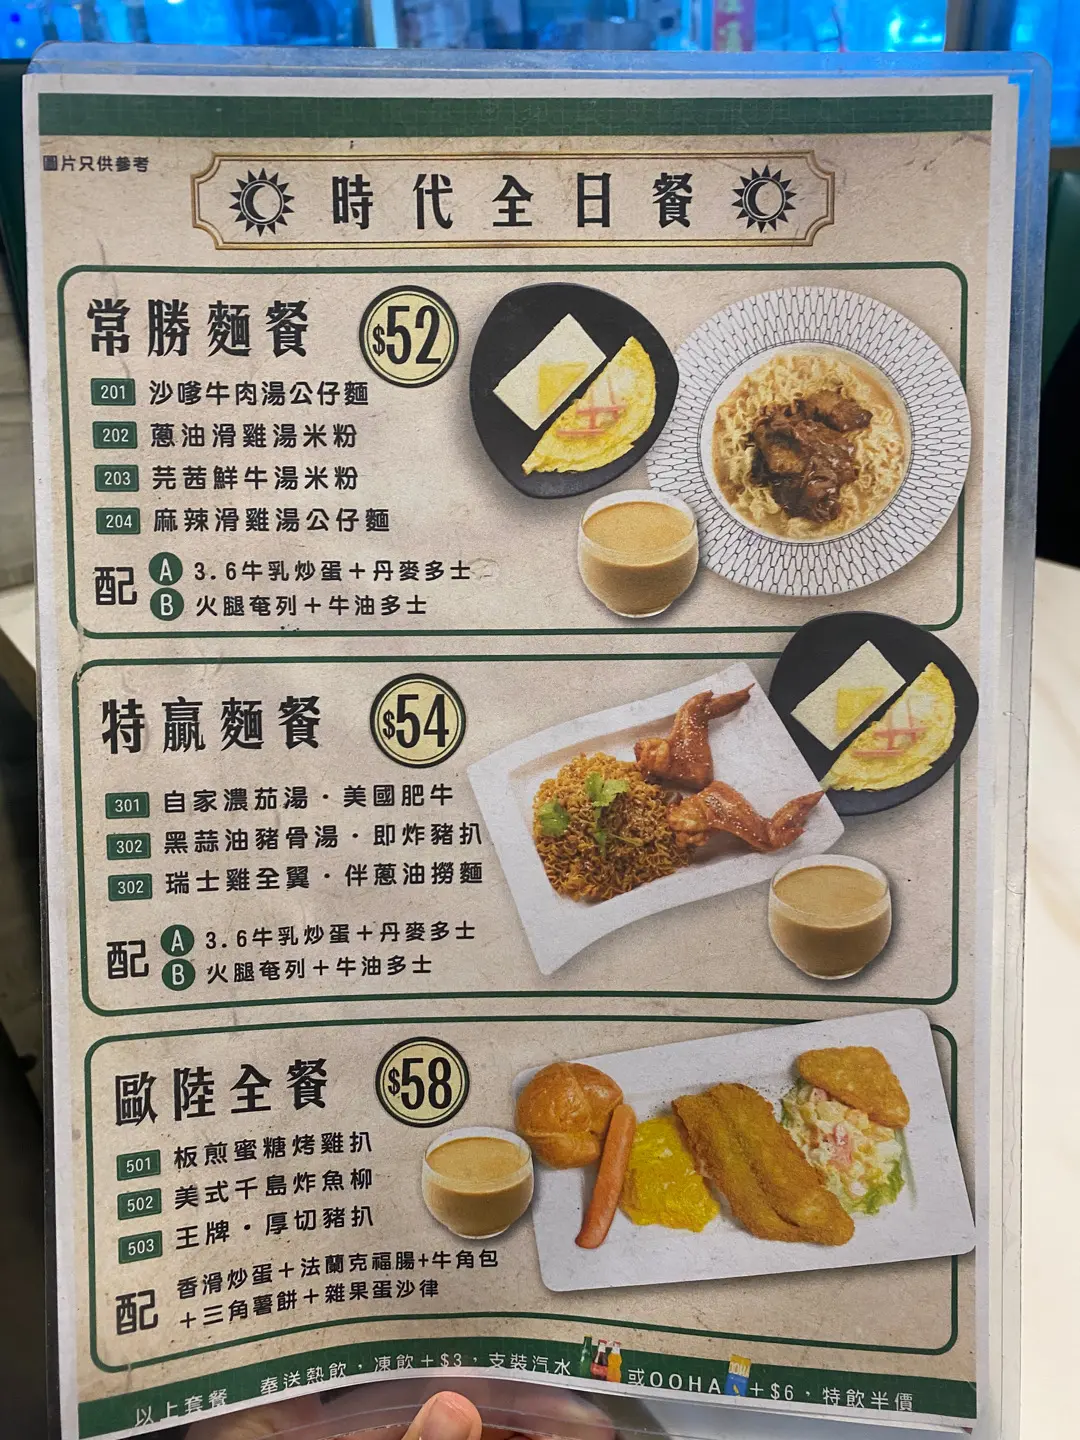 圖片只供參考
時代全日餐
常勝麵餐 $52
201 沙嗲牛肉湯公仔麵
202 蔥油滑雞湯米粉
203 芫茜鮮牛湯米粉
204 麻辣滑雞湯公仔麵
配 A 3.6牛乳炒蛋＋丹麥多士
B 火腿奄列＋牛油多士
特贏麵餐 $54
301 自家濃茄湯・美國肥牛
302 黑蒜油豬骨湯・即炸豬扒
302 瑞士雞全翼・伴蔥油撈麵
配 A 3.6牛乳炒蛋＋丹麥多士
B 火腿奄列＋牛油多士
歐陸全餐 $58
501 板煎蜜糖烤雞扒
502 美式千島炸魚柳
503 王牌・厚切豬扒
配 香滑炒蛋＋法蘭克福腸+牛角包
＋三角薯餅＋雜果蛋沙律
以上套餐 奉送熱飲，凍飲＋$3，支裝汽水 或OOHA ＋$6，特飲半價